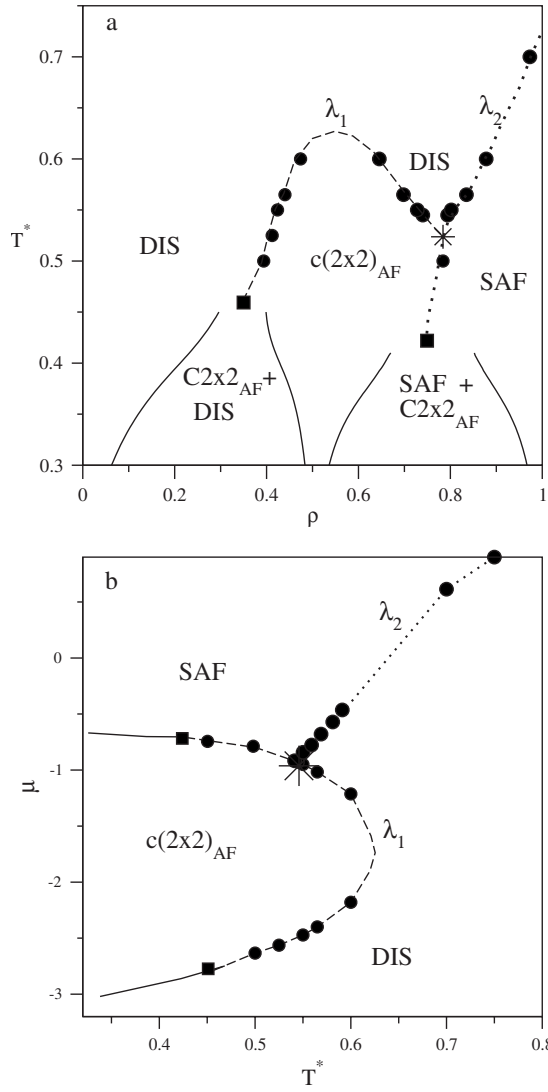 a
0.7
λ1
λ2
0.6
DIS
T*
DIS
c(2x2)AF
0.5
SAF
0.4
C2x2AF+
DIS
SAF +
C2x2AF
0.3
0
0.2
0.4
0.6
0.8
1
ρ
b
λ2
0
SAF
-1
μ
c(2x2)AF
λ1
-2
DIS
-3
0.4
0.5
0.6
0.7
0.8
T*